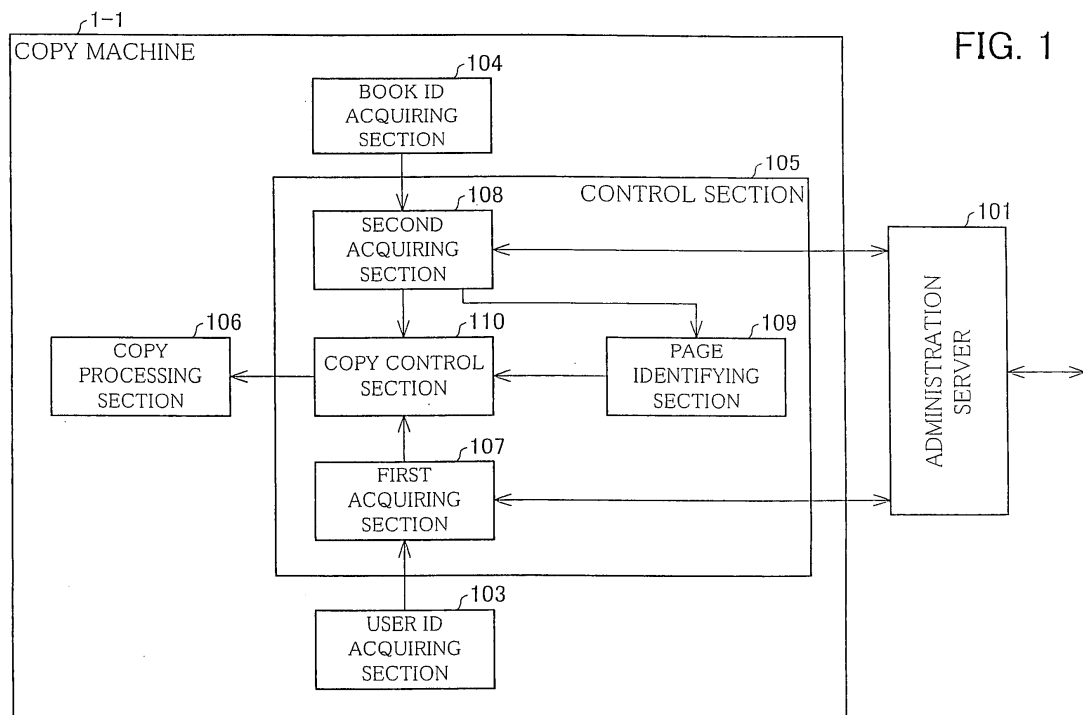 1-1
FIG. 1
COPY MACHINE
104
BOOK ID
ACQUIRING
SECTION
105
CONTROL SECTION
108
SECOND
ACQUIRING
SECTION
101
ADMINISTRATION
SERVER
106
COPY
PROCESSING
SECTION
110
COPY CONTROL
SECTION
109
PAGE
IDENTIFYING
SECTION
107
FIRST
ACQUIRING
SECTION
103
USER ID
ACQUIRING
SECTION